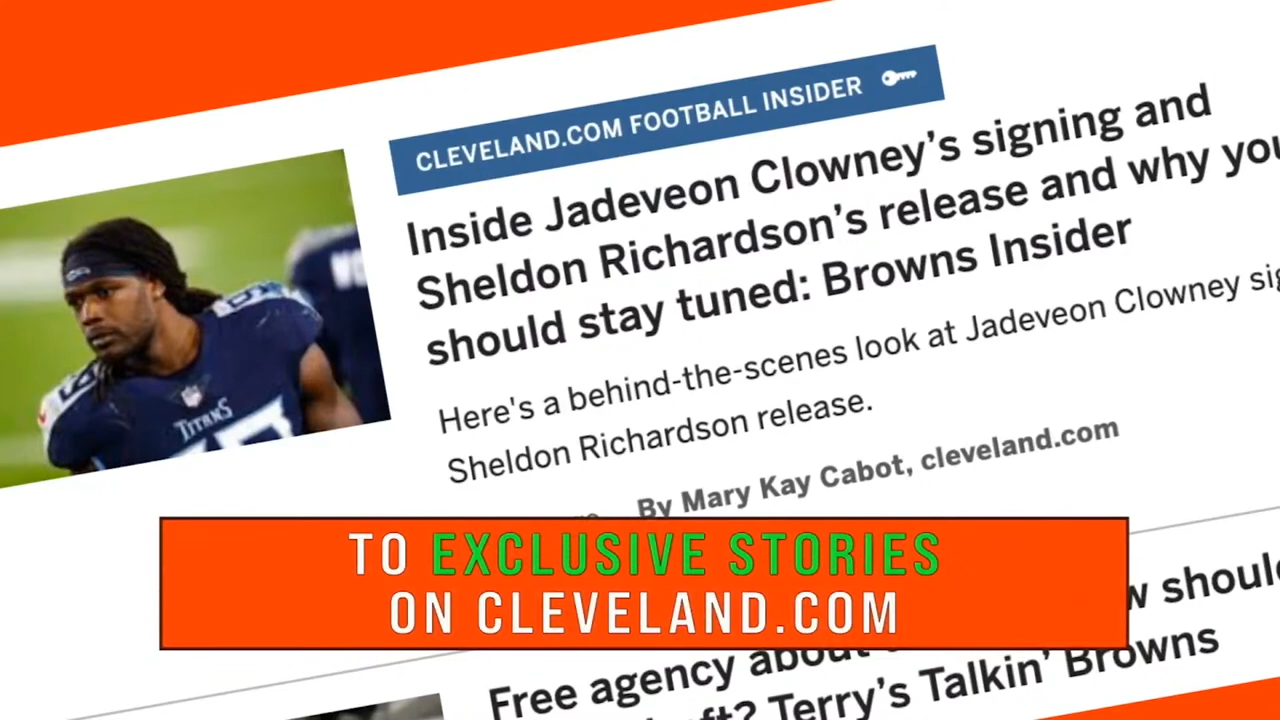 CLEVELAND.COM FOOTBALL INSIDER
Inside Jadeveon Clowney's signing and
Sheldon Richardson's release and why you
should stay tuned: Browns Insider
Here's a behind-the-scenes look at Jadeveon Clowney
Sheldon Richardson release.
By Mary Kay Cabot, cleveland.com
TITANS
TO EXCLUSIVE STORIES
ON CLEVELAND.COM
Free agency about
Terry's Talkin' Browns